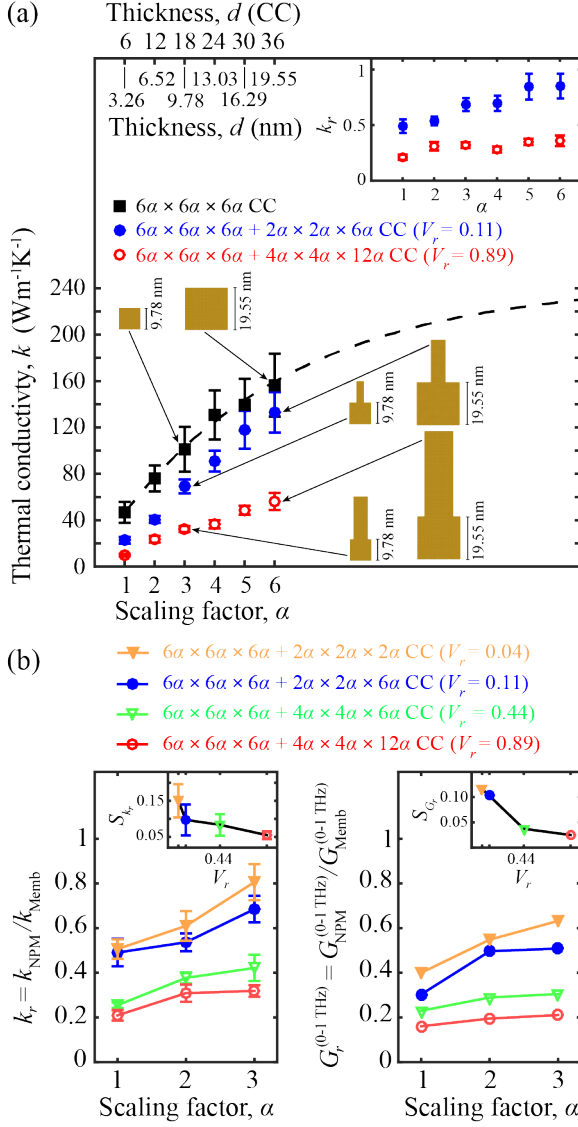 (a)
Thickness, d (CC)
6 12 18 24 30 36
6.52 13.03 19.55
3.26 9.78 16.29
Thickness, d (nm)
1
0.5
0
k_r
1 2 3 4 5 6
α
6α × 6α × 6α CC
6α × 6α × 6α + 2α × 2α × 6α CC (V_r = 0.11)
6α × 6α × 6α + 4α × 4α × 12α CC (V_r = 0.89)
Thermal conductivty, k (Wm⁻¹K⁻¹)
240
200
160
120
80
40
0
9.78 nm
19.55 nm
9.78 nm
19.55 nm
9.78 nm
19.55 nm
1 2 3 4 5 6
Scaling factor, α
(b)
6α × 6α × 6α + 2α × 2α × 2α CC (V_r = 0.04)
6α × 6α × 6α + 2α × 2α × 6α CC (V_r = 0.11)
6α × 6α × 6α + 4α × 4α × 6α CC (V_r = 0.44)
6α × 6α × 6α + 4α × 4α × 12α CC (V_r = 0.89)
k_r = k_NPM/k_Memb
1
0.8
0.6
0.4
0.2
0
S_{k_r}
0.15
0.05
0.44
V_r
1 2 3
Scaling factor, α
G_r^(0-1 THz) = G_NPM^(0-1 THz)/G_Memb^(0-1 THz)
1
0.8
0.6
0.4
0.2
0
S_{G_r}
0.10
0.05
0.44
V_r
1 2 3
Scaling factor, α